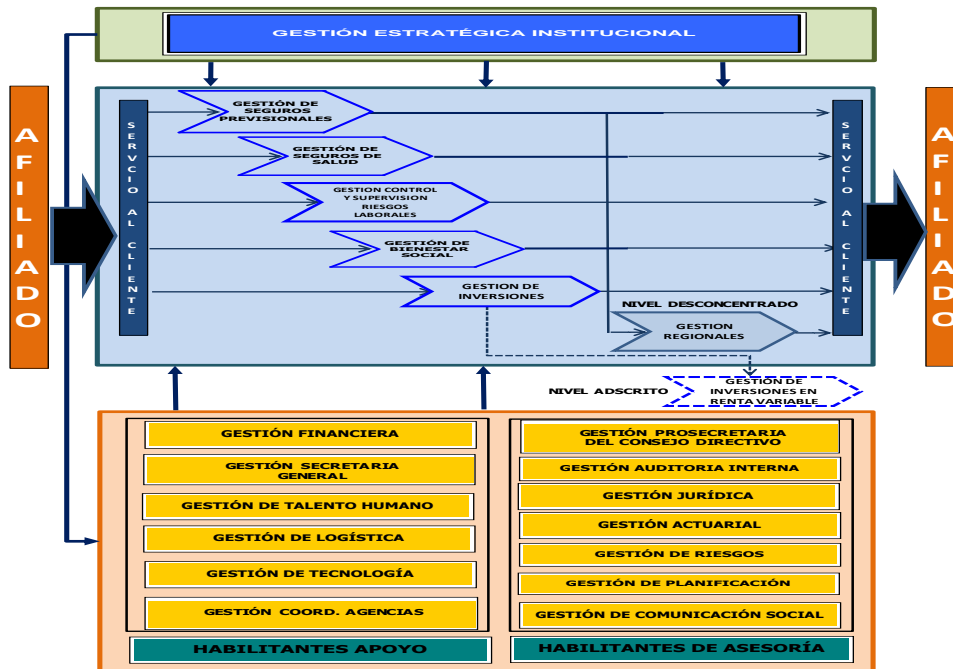 GESTIÓN ESTRATÉGICA INSTITUCIONAL
AFILIADO
SERVCIO AL CLIENTE
GESTIÓN DE
SEGUROS
PREVISIONALES
GESTIÓN DE
SEGUROS DE
SALUD
GESTION CONTROL
Y SUPERVISION
RIESGOS
LABORALES
GESTIÓN DE
BIENESTAR
SOCIAL
GESTION DE
INVERSIONES
NIVEL DESCONCENTRADO
GESTION
REGIONALES
SERVCIO AL CLIENTE
AFILIADO
NIVEL ADSCRITO
GESTIÓN DE
INVERSIONES EN
RENTA VARIABLE
GESTIÓN FINANCIERA
GESTIÓN SECRETARIA
GENERAL
GESTIÓN DE TALENTO HUMANO
GESTIÓN DE LOGÍSTICA
GESTIÓN DE TECNOLOGÍA
GESTIÓN COORD. AGENCIAS
HABILITANTES APOYO
GESTIÓN PROSECRETARIA
DEL CONSEJO DIRECTIVO
GESTIÓN AUDITORIA INTERNA
GESTIÓN JURÍDICA
GESTIÓN ACTUARIAL
GESTIÓN DE RIESGOS
GESTIÓN DE PLANIFICACIÓN
GESTIÓN DE COMUNICACIÓN SOCIAL
HABILITANTES DE ASESORÍA